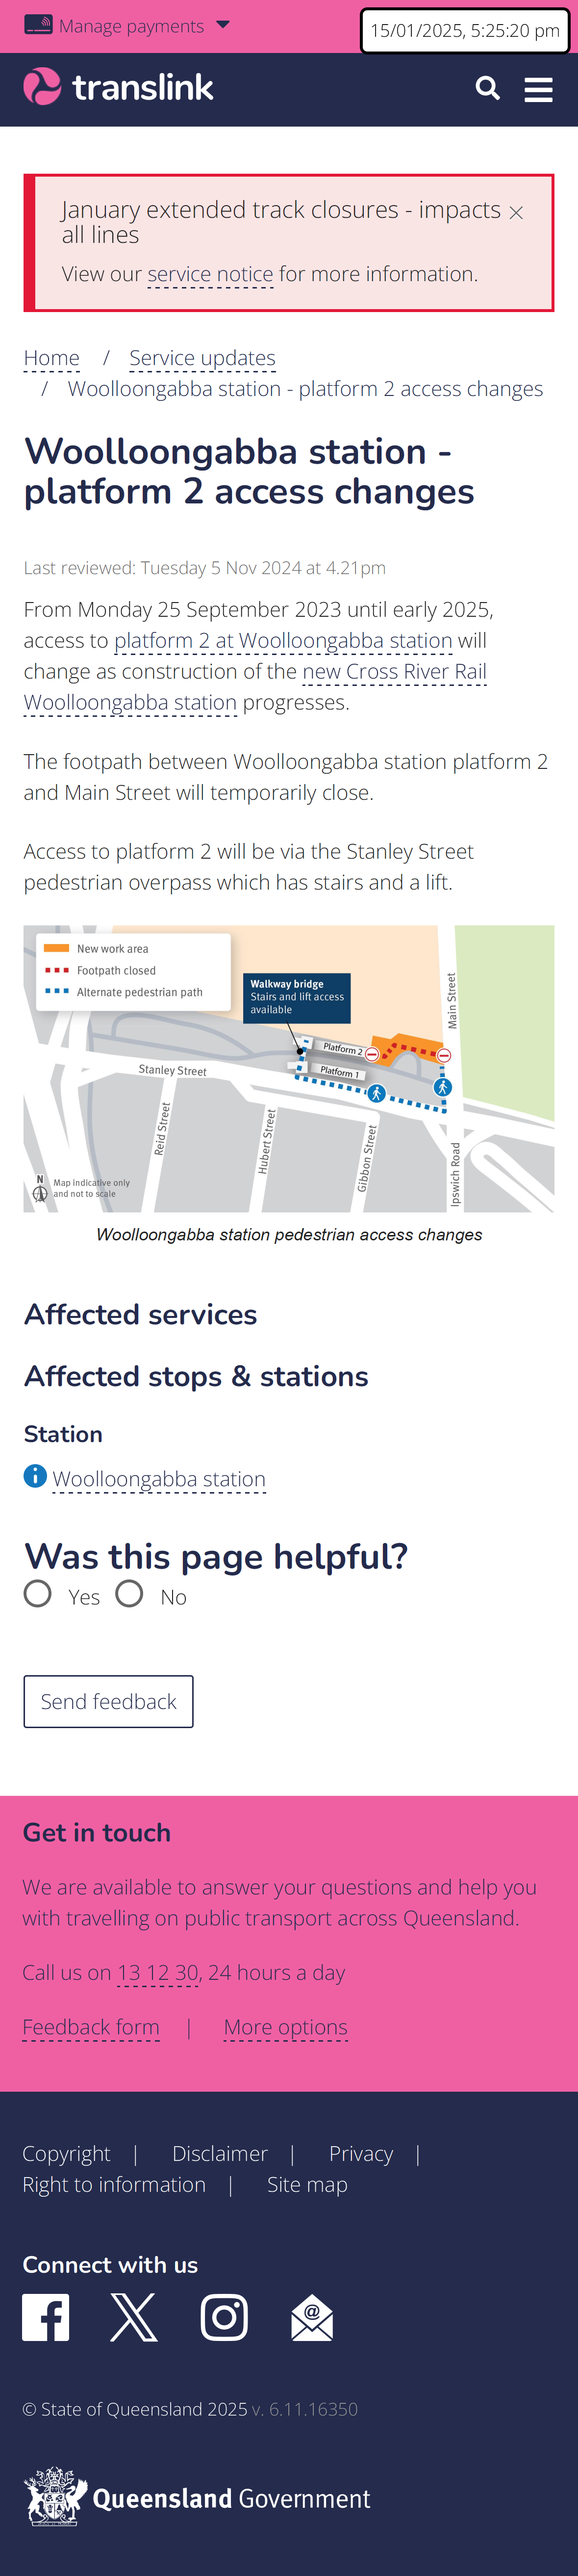 Manage payments
15/01/2025, 5:25:20 pm
translink
January extended track closures - impacts
all lines
View our service notice for more information.
Home / Service updates
/ Woolloongabba station - platform 2 access changes
Woolloongabba station -
platform 2 access changes
Last reviewed: Tuesday 5 Nov 2024 at 4.21pm
From Monday 25 September 2023 until early 2025,
access to platform 2 at Woolloongabba station will
change as construction of the new Cross River Rail
Woolloongabba station progresses.
The footpath between Woolloongabba station platform 2
and Main Street will temporarily close.
Access to platform 2 will be via the Stanley Street
pedestrian overpass which has stairs and a lift.
New work area
Footpath closed
Alternate pedestrian path
Walkway bridge
Stairs and lift access
available
Main Street
Platform 2
Platform 1
Stanley Street
Reid Street
Hubert Street
Gibbon Street
Ipswich Road
N
Map indicative only
and not to scale
Woolloongabba station pedestrian access changes
Affected services
Affected stops & stations
Station
Woolloongabba station
Was this page helpful?
Yes No
Send feedback
Get in touch
We are available to answer your questions and help you
with travelling on public transport across Queensland.
Call us on 13 12 30, 24 hours a day
Feedback form | More options
Copyright | Disclaimer | Privacy |
Right to information | Site map
Connect with us
@
© State of Queensland 2025 v. 6.11.16350
Queensland Government